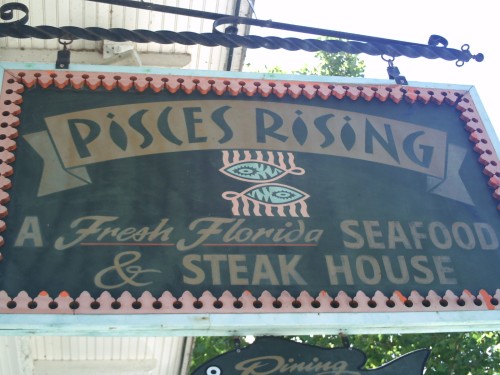 PISCES RISING
A Fresh Florida SEAFOOD
& STEAK HOUSE
Dining